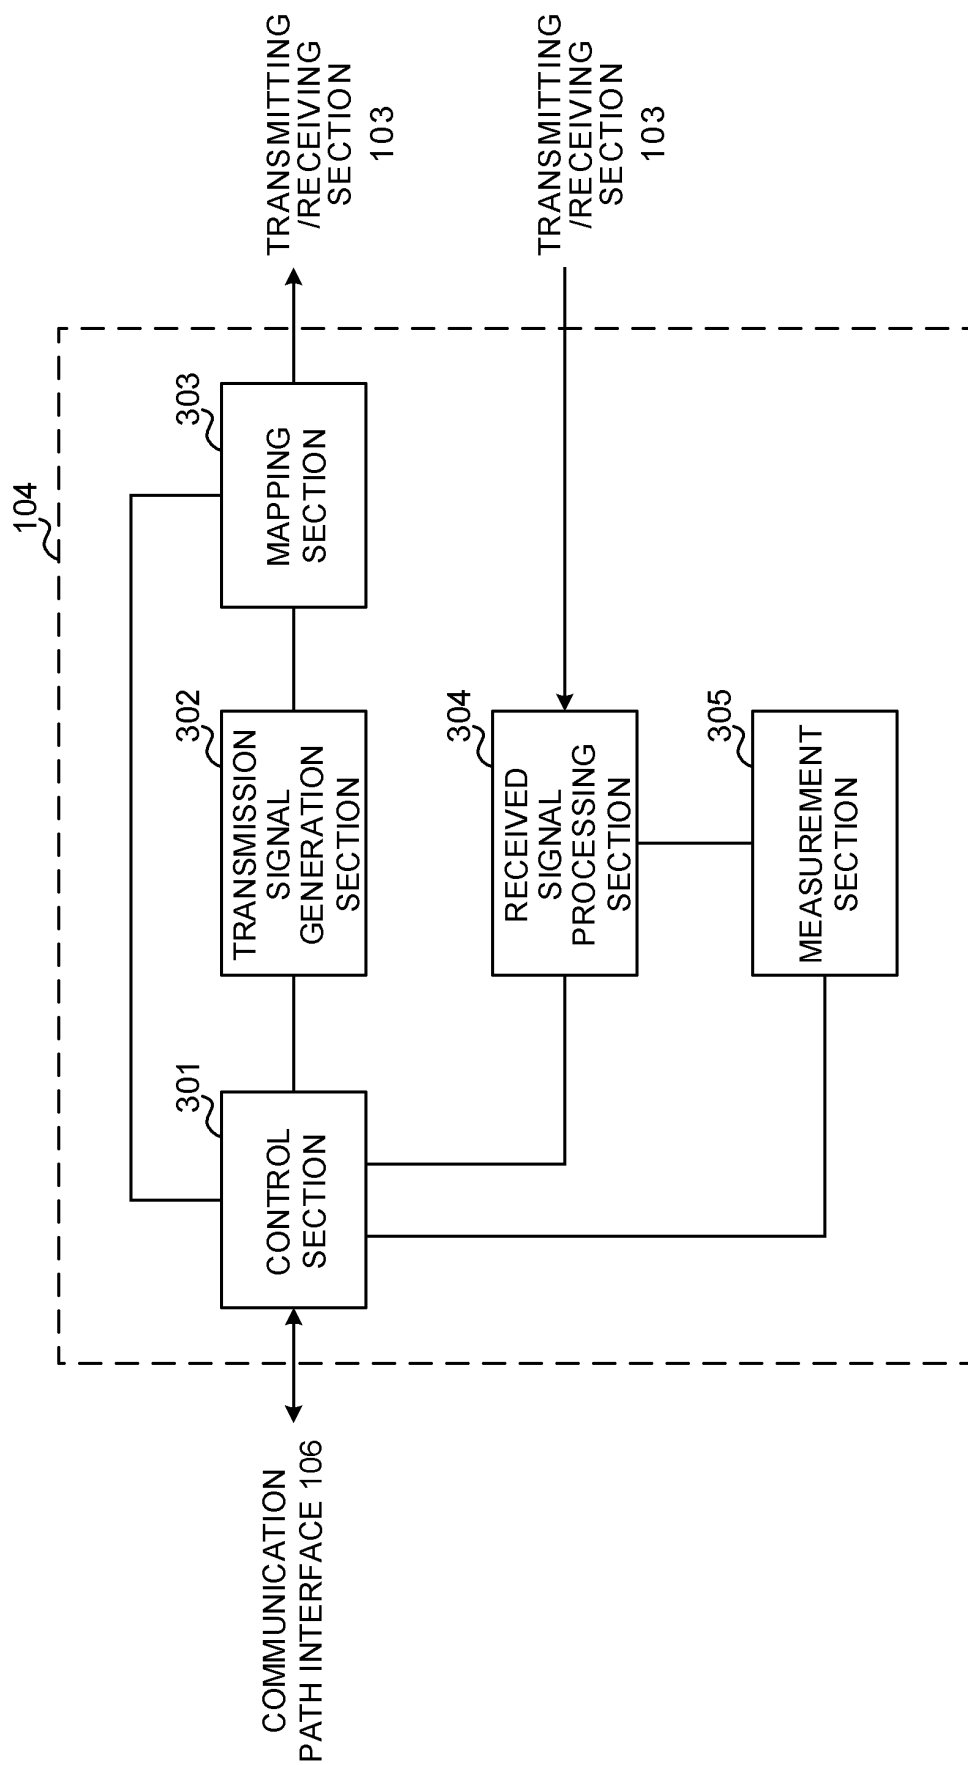 104
COMMUNICATION
PATH INTERFACE 106
301
CONTROL
SECTION
302
TRANSMISSION
SIGNAL
GENERATION
SECTION
303
MAPPING
SECTION
TRANSMITTING
/RECEIVING
SECTION
103
304
RECEIVED
SIGNAL
PROCESSING
SECTION
TRANSMITTING
/RECEIVING
SECTION
103
305
MEASUREMENT
SECTION